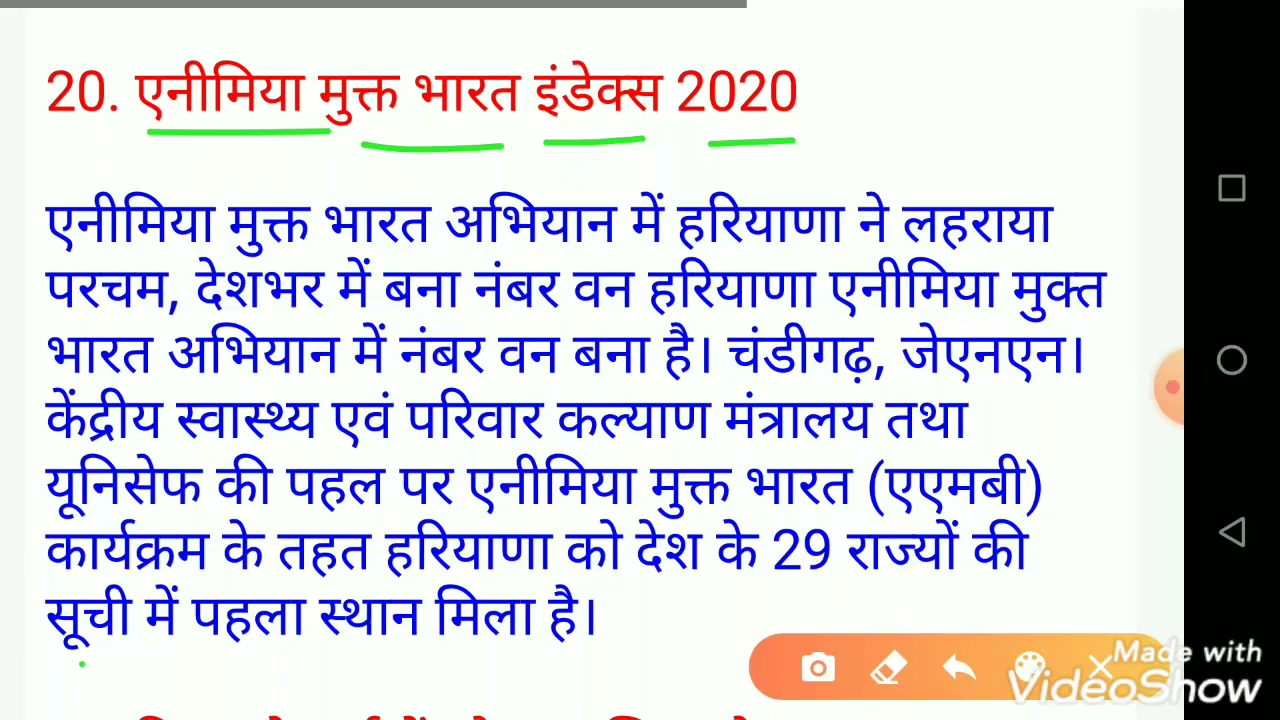 20. एनीमिया मुक्त भारत इंडेक्स 2020
एनीमिया मुक्त भारत अभियान में हरियाणा ने लहराया
परचम, देशभर में बना नंबर वन हरियाणा एनीमिया मुक्त
भारत अभियान में नंबर वन बना है। चंडीगढ़, जेएनएन।
केंद्रीय स्वास्थ्य एवं परिवार कल्याण मंत्रालय तथा
यूनिसेफ की पहल पर एनीमिया मुक्त भारत (एएमबी)
कार्यक्रम के तहत हरियाणा को देश के 29 राज्यों की
सूची में पहला स्थान मिला है।
Made with
VideoShow